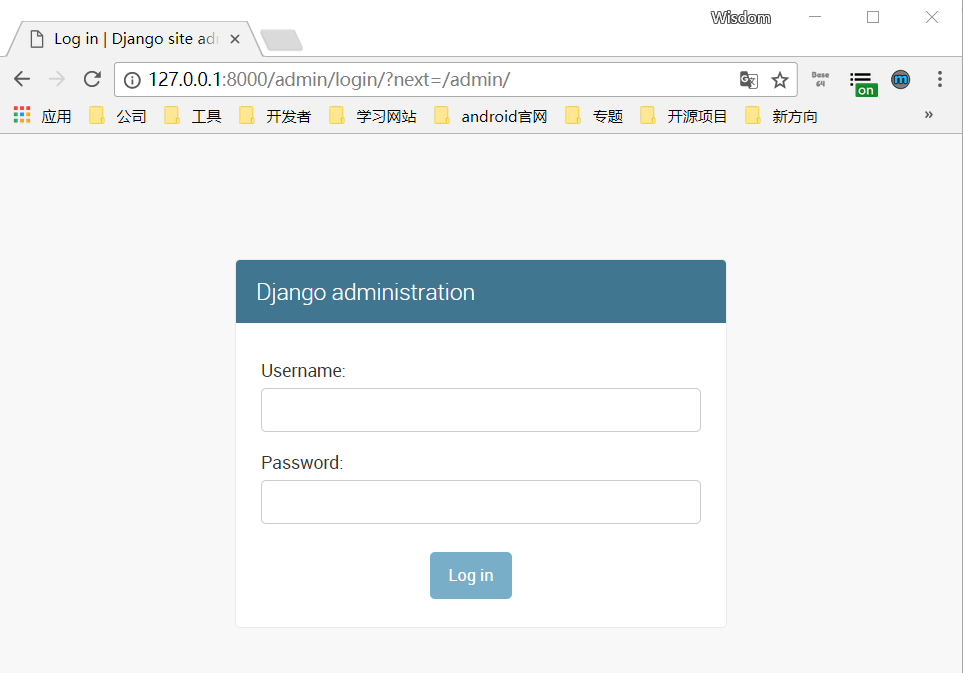 Wisdom
Log in | Django site adr
127.0.0.1:8000/admin/login/?next=/admin/
Base 64
on
m
应用 公司 工具 开发者 学习网站 android官网 专题 开源项目 新方向 »
Django administration
Username:
Password:
Log in